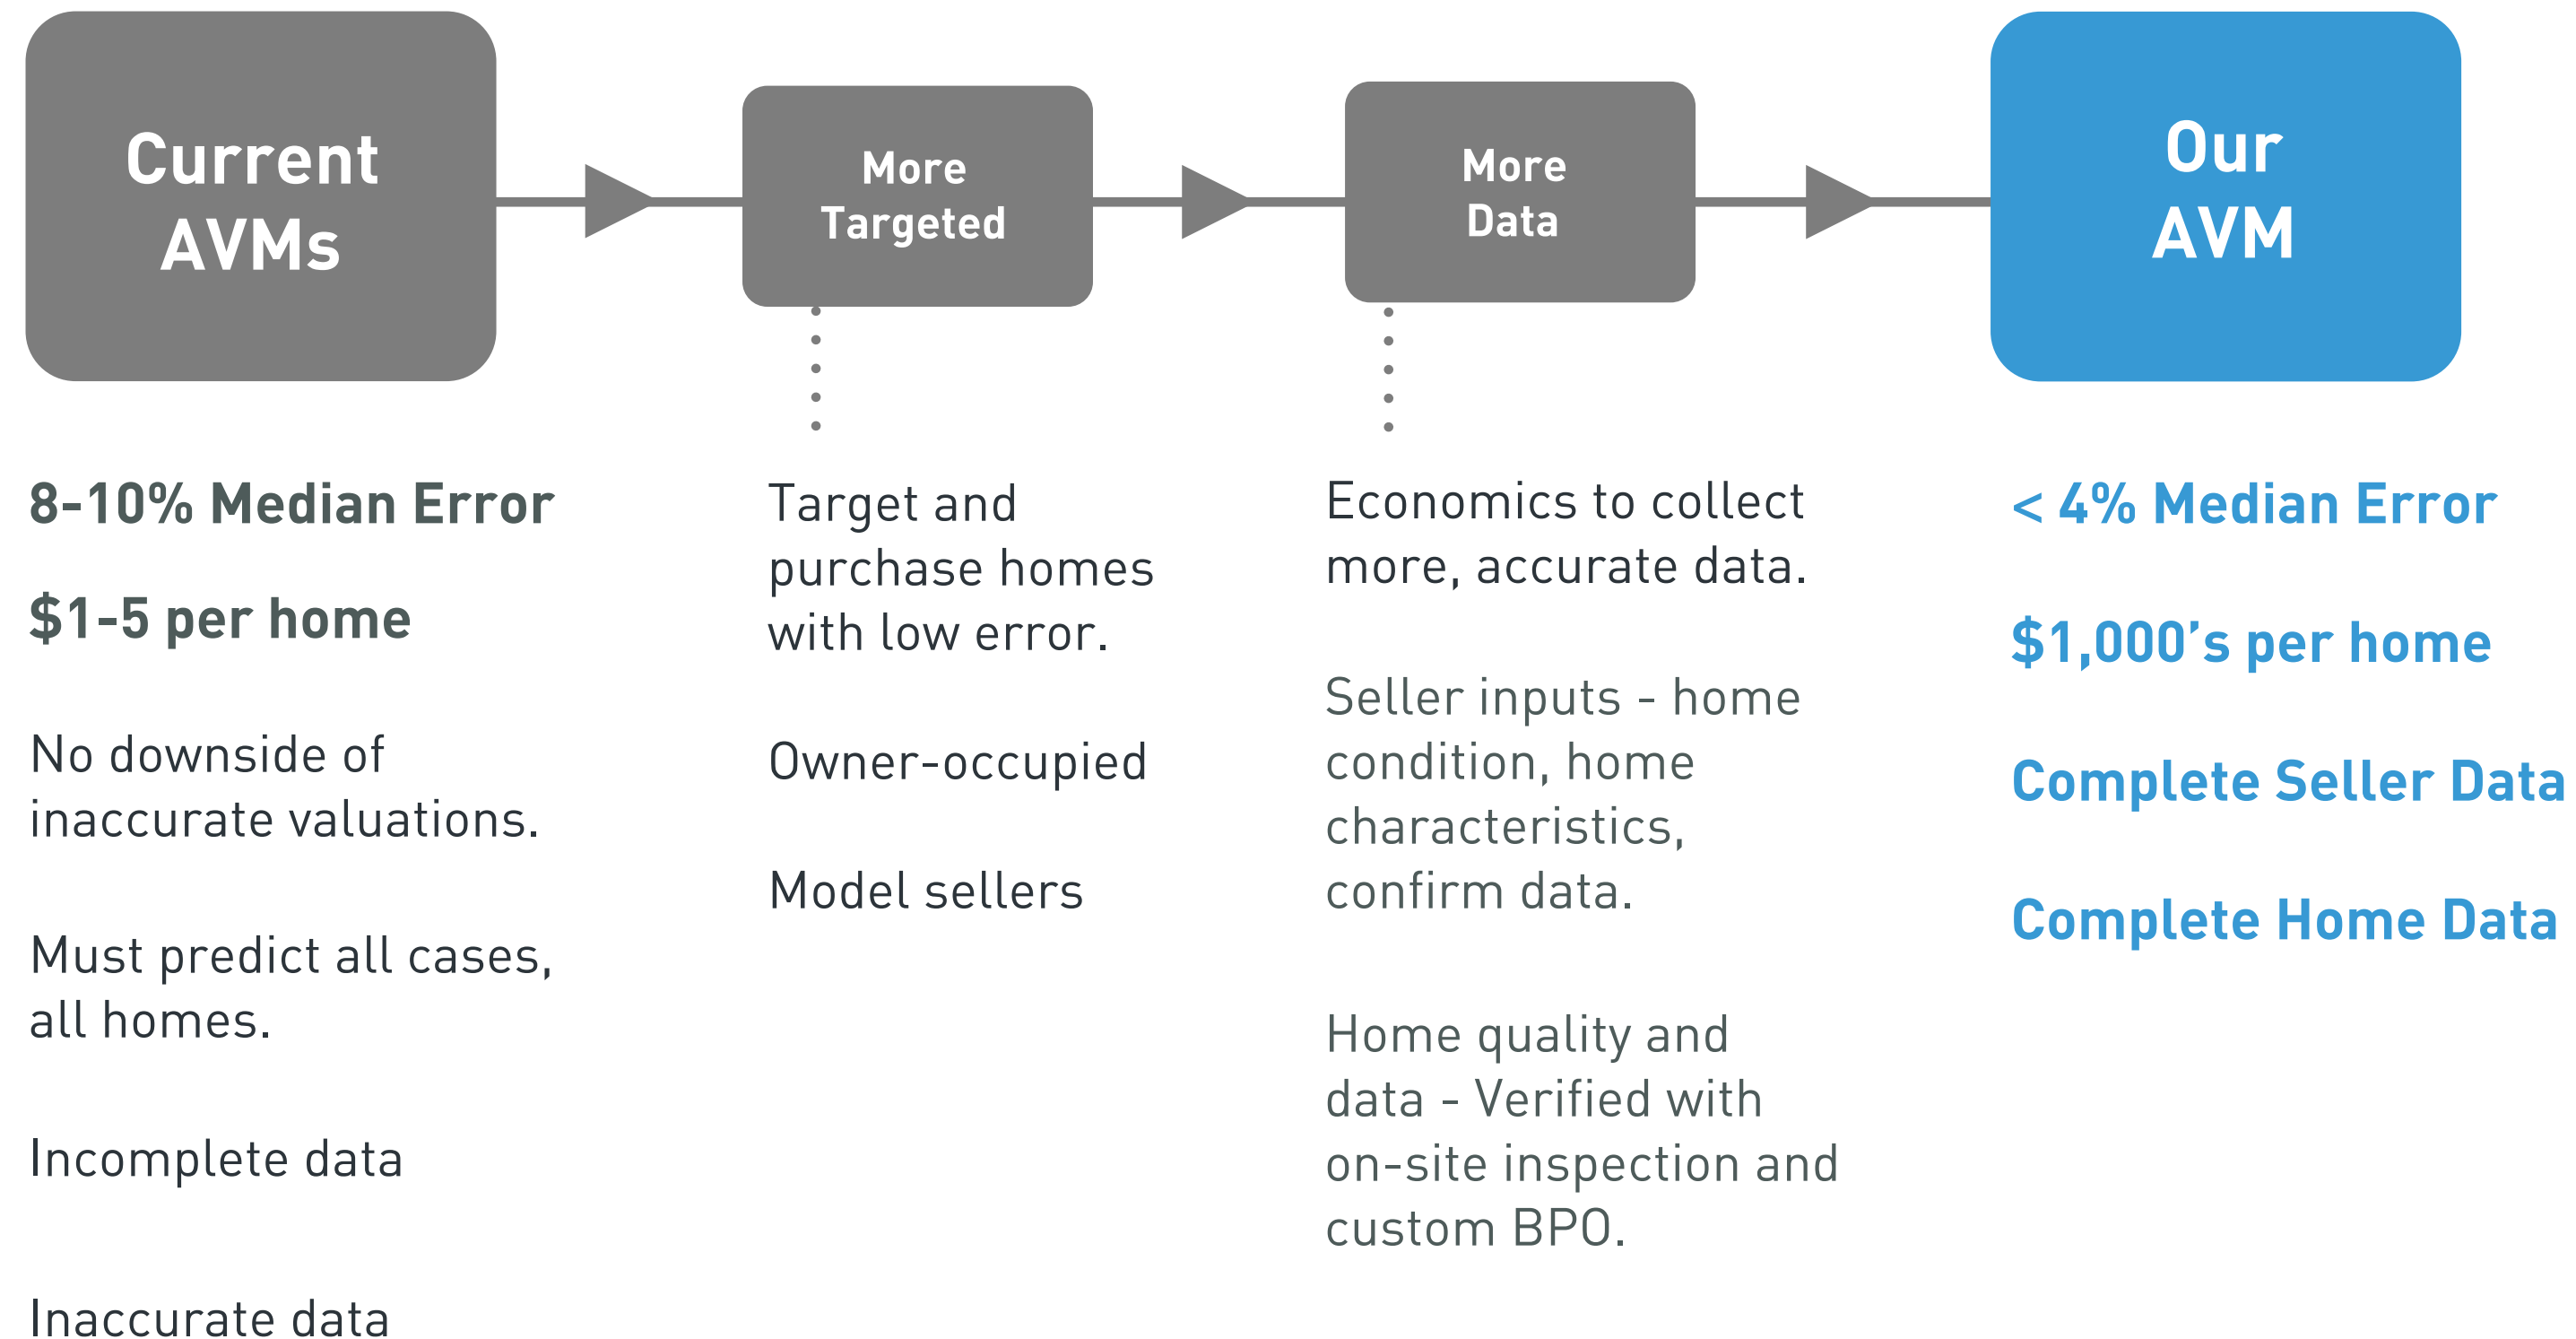 Current
AVMs
More
Targeted
More
Data
Our
AVM
8-10% Median Error
$1-5 per home
No downside of
inaccurate valuations.
Must predict all cases,
all homes.
Incomplete data
Inaccurate data
Target and
purchase homes
with low error.
Owner-occupied
Model sellers
Economics to collect
more, accurate data.
Seller inputs - home
condition, home
characteristics,
confirm data.
Home quality and
data - Verified with
on-site inspection and
custom BPO.
< 4% Median Error
$1,000’s per home
Complete Seller Data
Complete Home Data